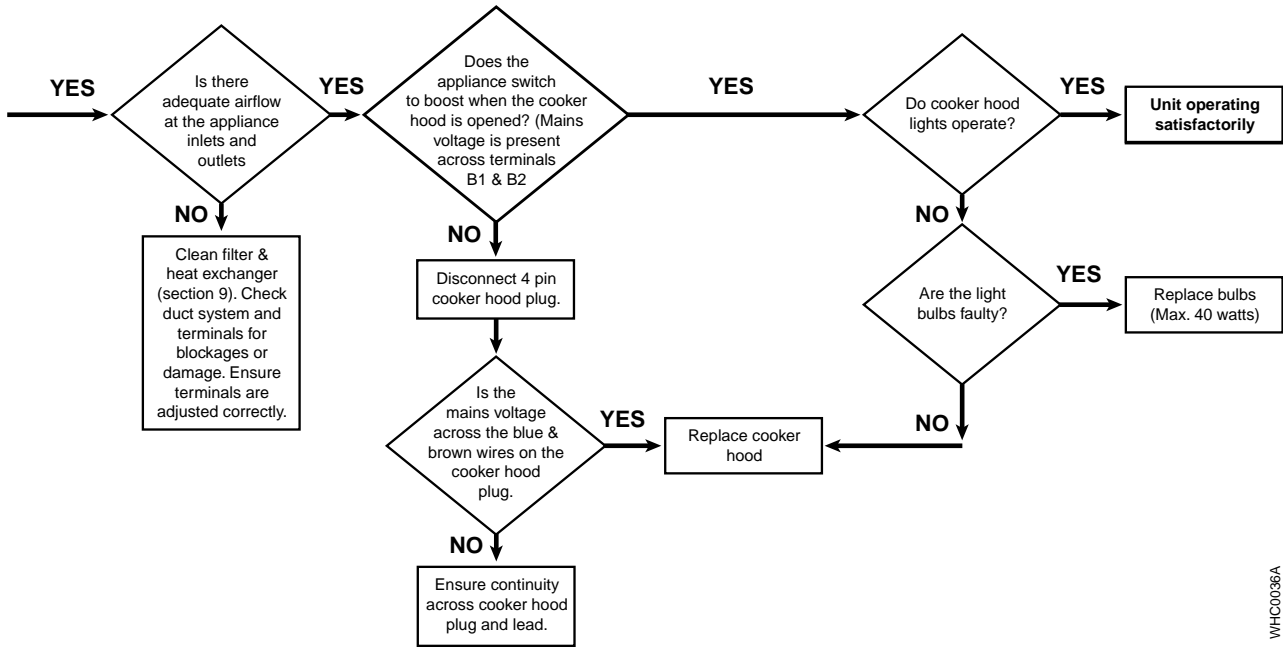 YES
Is there
adequate airflow
at the appliance
inlets and
outlets
YES
Does the
appliance switch
to boost when the cooker
hood is opened? (Mains
voltage is present
across terminals
B1 & B2
YES
Do cooker hood
lights operate?
YES
Unit operating
satisfactorily
NO
Clean filter &
heat exchanger
(section 9). Check
duct system and
terminals for
blockages or
damage. Ensure
terminals are
adjusted correctly.
NO
Disconnect 4 pin
cooker hood plug.
NO
Are the light
bulbs faulty?
YES
Replace bulbs
(Max. 40 watts)
Is the
mains voltage
across the blue &
brown wires on the
cooker hood
plug.
YES
Replace cooker
hood
NO
NO
Ensure continuity
across cooker hood
plug and lead.
WHC0036A